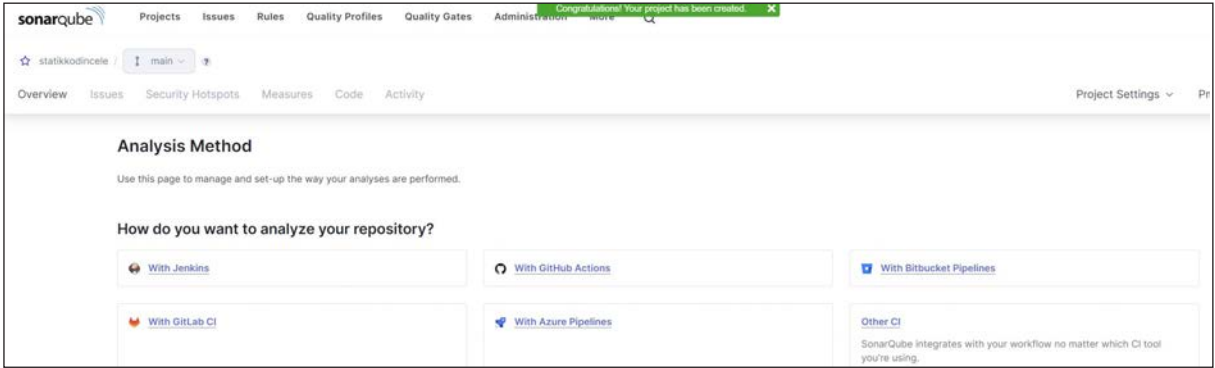 sonarqube Projects Issues Rules Quality Profiles Quality Gates Administration More
Congratulations! Your project has been created. X
statikkodincele / main
Overview Issues Security Hotspots Measures Code Activity Project Settings Pr
Analysis Method
Use this page to manage and set-up the way your analyses are performed.
How do you want to analyze your repository?
With Jenkins With GitHub Actions With Bitbucket Pipelines
With GitLab CI With Azure Pipelines Other CI
SonarQube integrates with your workflow no matter which CI tool
you're using.